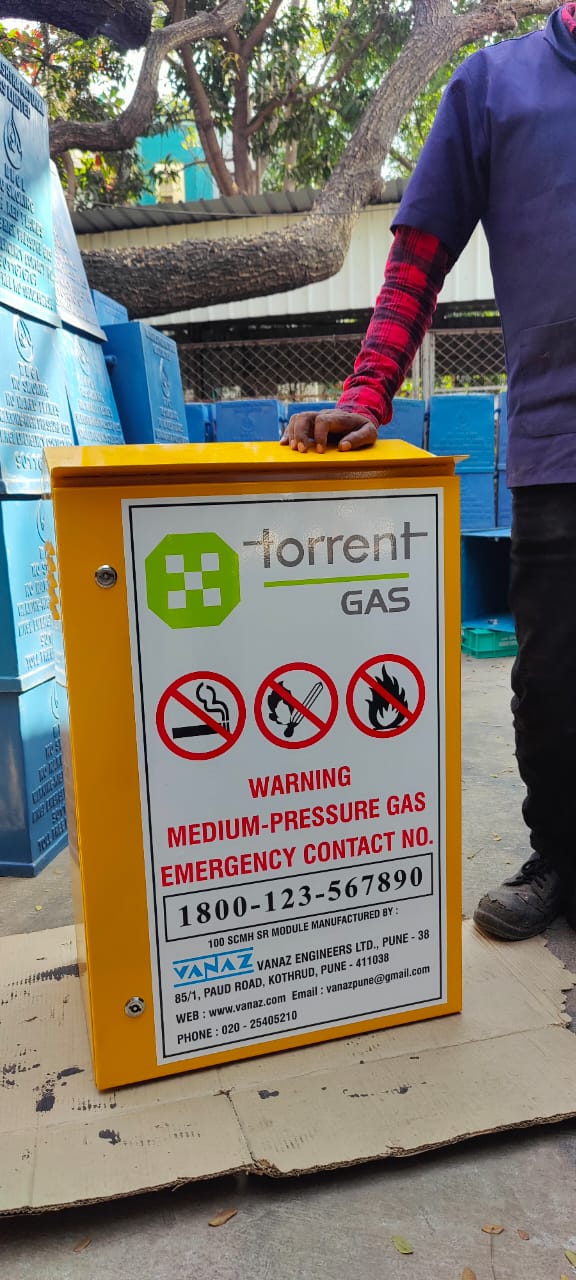 torrent
GAS
WARNING
MEDIUM-PRESSURE GAS
EMERGENCY CONTACT NO.
1800-123-567890
100 SCMH SR MODULE MANUFACTURED BY :
VANAZ VANAZ ENGINEERS LTD., PUNE - 38
85/1, PAUD ROAD, KOTHRUD, PUNE - 411038
WEB : www.vanaz.com Email : vanazpune@gmail.com
PHONE : 020 - 25405210
NO SMOKING